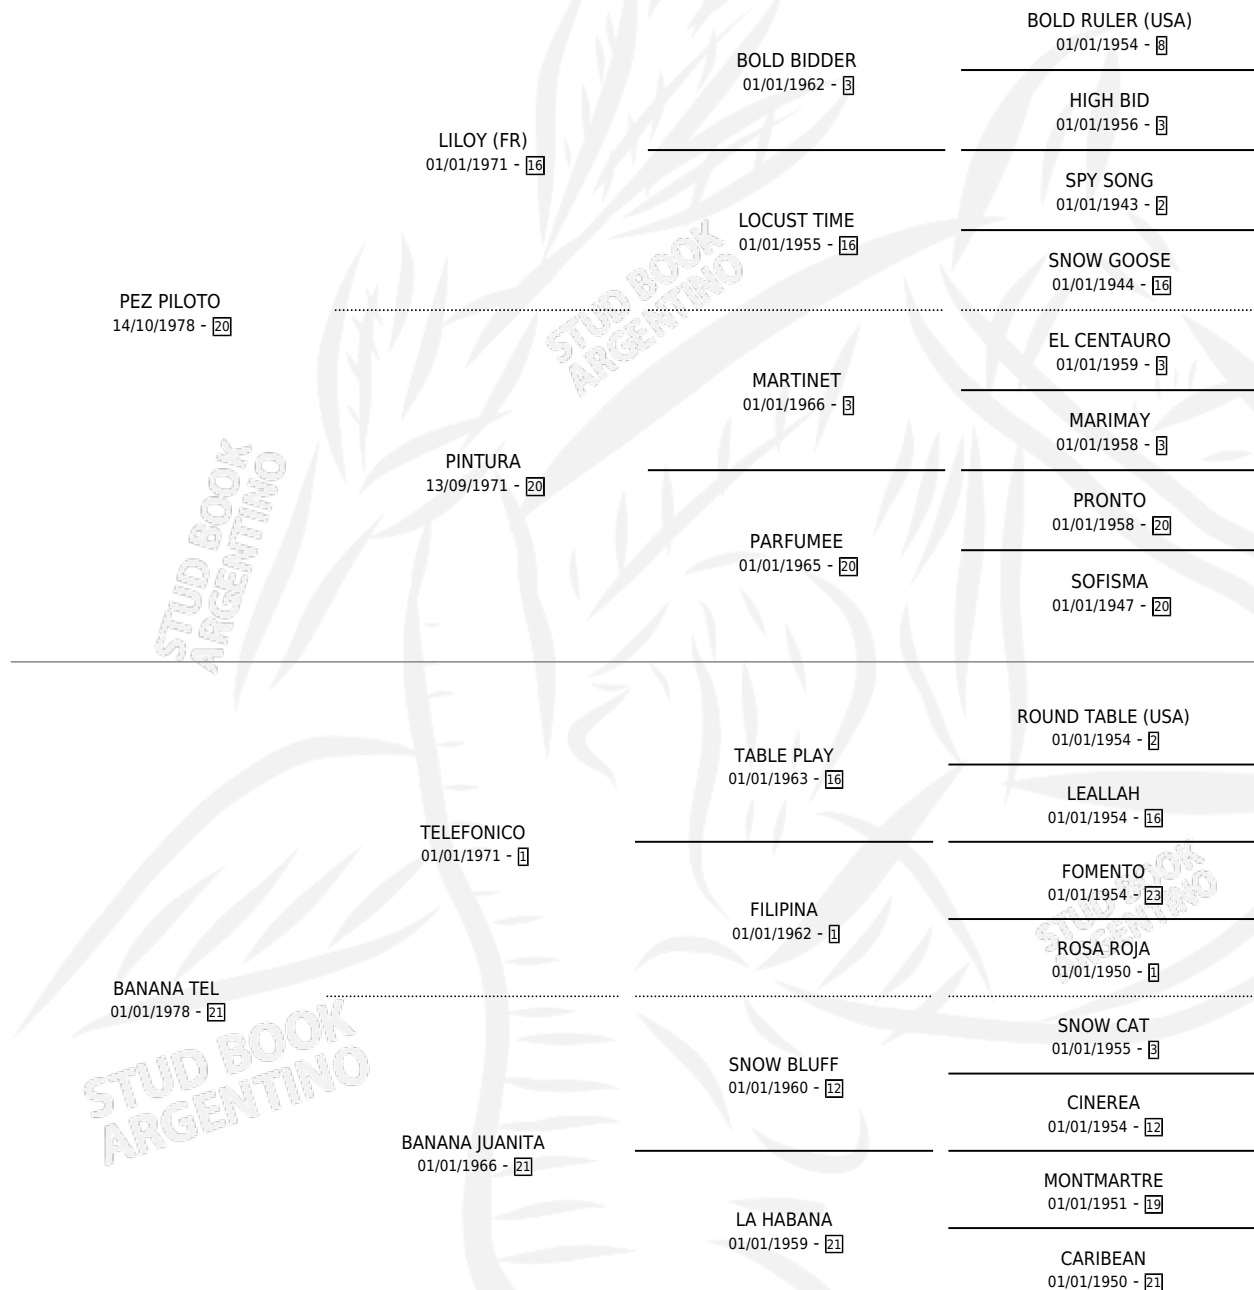 BOLD RULER (USA)
01/01/1954 - 8
BOLD BIDDER
01/01/1962 - 3
HIGH BID
01/01/1956 - 3
LILOY (FR)
01/01/1971 - 16
SPY SONG
01/01/1943 - 2
LOCUST TIME
01/01/1955 - 16
SNOW GOOSE
01/01/1944 - 16
PEZ PILOTO
14/10/1978 - 20
EL CENTAURO
01/01/1959 - 3
MARTINET
01/01/1966 - 3
MARIMAY
01/01/1958 - 3
PINTURA
13/09/1971 - 20
PRONTO
01/01/1958 - 20
PARFUMEE
01/01/1965 - 20
SOFISMA
01/01/1947 - 20
ROUND TABLE (USA)
01/01/1954 - 2
TABLE PLAY
01/01/1963 - 16
LEALLAH
01/01/1954 - 16
TELEFONICO
01/01/1971 - 1
FOMENTO
01/01/1954 - 23
FILIPINA
01/01/1962 - 1
ROSA ROJA
01/01/1950 - 1
BANANA TEL
01/01/1978 - 21
SNOW CAT
01/01/1955 - 3
SNOW BLUFF
01/01/1960 - 12
CINEREA
01/01/1954 - 12
BANANA JUANITA
01/01/1966 - 21
MONTMARTRE
01/01/1951 - 19
LA HABANA
01/01/1959 - 21
CARIBEAN
01/01/1950 - 21
STUD BOOK
ARGENTINO
STUD BOOK
ARGENTINO
STUD BOOK
ARGENTINO
STUD BOOK
ARGENTINO